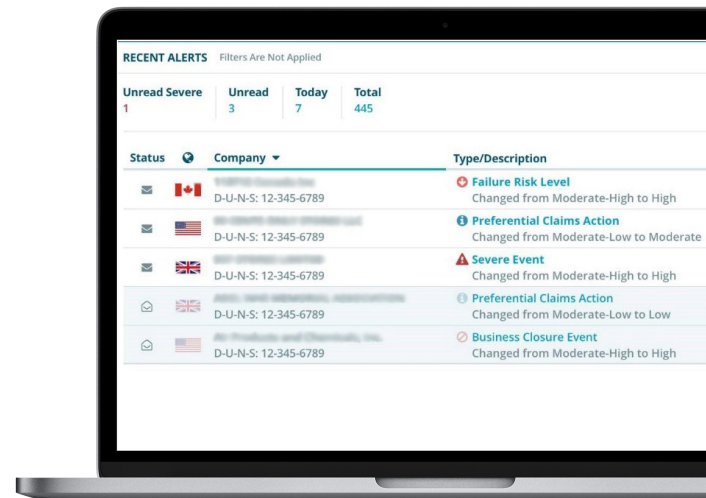 RECENT ALERTS Filters Are Not Applied
Unread Severe Unread Today Total
1 3 7 445
Status Company Type/Description
Failure Risk Level
D-U-N-S: 12-345-6789 Changed from Moderate-High to High
Preferential Claims Action
D-U-N-S: 12-345-6789 Changed from Moderate-Low to Moderate
Severe Event
D-U-N-S: 12-345-6789 Changed from Moderate-High to High
Preferential Claims Action
D-U-N-S: 12-345-6789 Changed from Moderate-Low to Low
Business Closure Event
D-U-N-S: 12-345-6789 Changed from Moderate-High to High